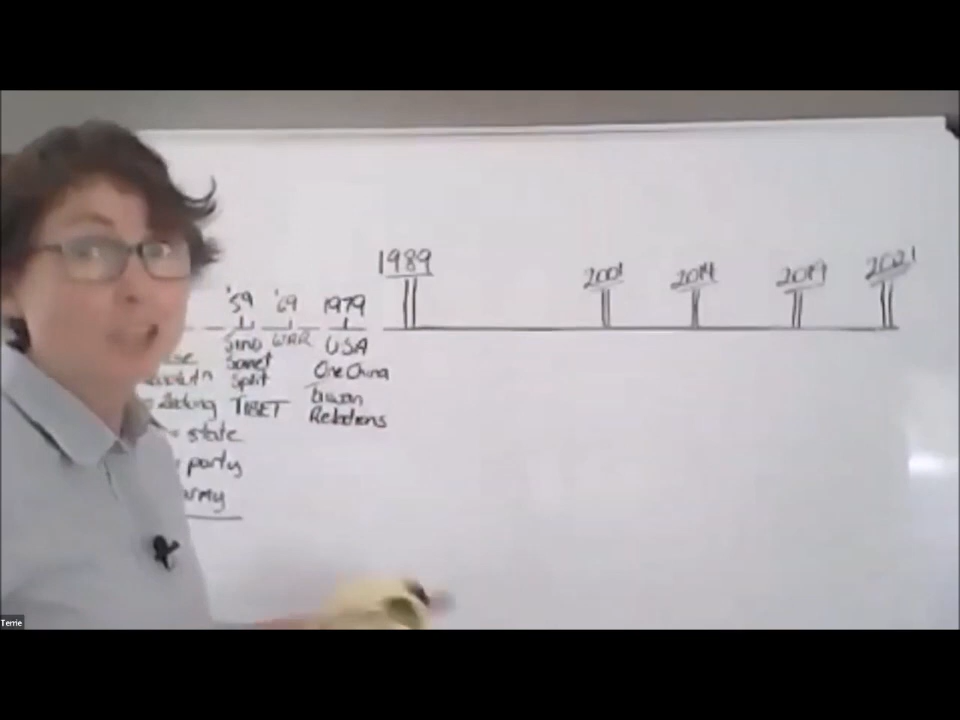 1989
2001 2014 2019 2021
'59 '69 1979
Sino WAR USA
Soviet One China
Split Taiwan
TIBET Relations
state
party
army
Terrie